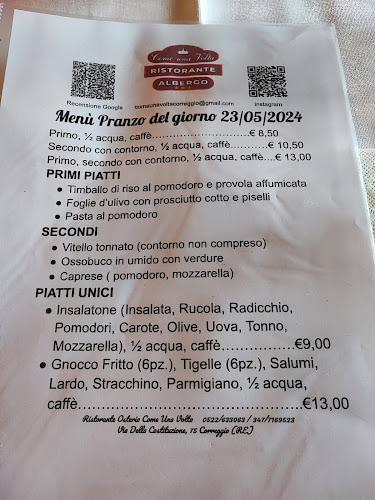 Come una Volta
RISTORANTE
ALBERGO
Recensione Google
comeunavoltacorreggio@gmail.com
instagram
Menù Pranzo del giorno 23/05/2024
Primo, ½ acqua, caffè............................€ 8,50
Secondo con contorno, ½ acqua, caffè..........€ 10,50
Primo, secondo con contorno, ½ acqua, caffè....€ 13,00
PRIMI PIATTI
● Timballo di riso al pomodoro e provola affumicata
● Foglie d'ulivo con prosciutto cotto e piselli
● Pasta al pomodoro
SECONDI
● Vitello tonnato (contorno non compreso)
● Ossobuco in umido con verdure
● Caprese ( pomodoro, mozzarella)
PIATTI UNICI
● Insalatone (Insalata, Rucola, Radicchio,
Pomodori, Carote, Olive, Uova, Tonno,
Mozzarella), ½ acqua, caffè................€9,00
● Gnocco Fritto (6pz.), Tigelle (6pz.), Salumi,
Lardo, Stracchino, Parmigiano, ½ acqua,
caffè..........................................€13,00
Ristorante Osteria Come Una Volta 0522/633063 / 347/7169523
Via Della Costituzione, 75 Correggio (RE)